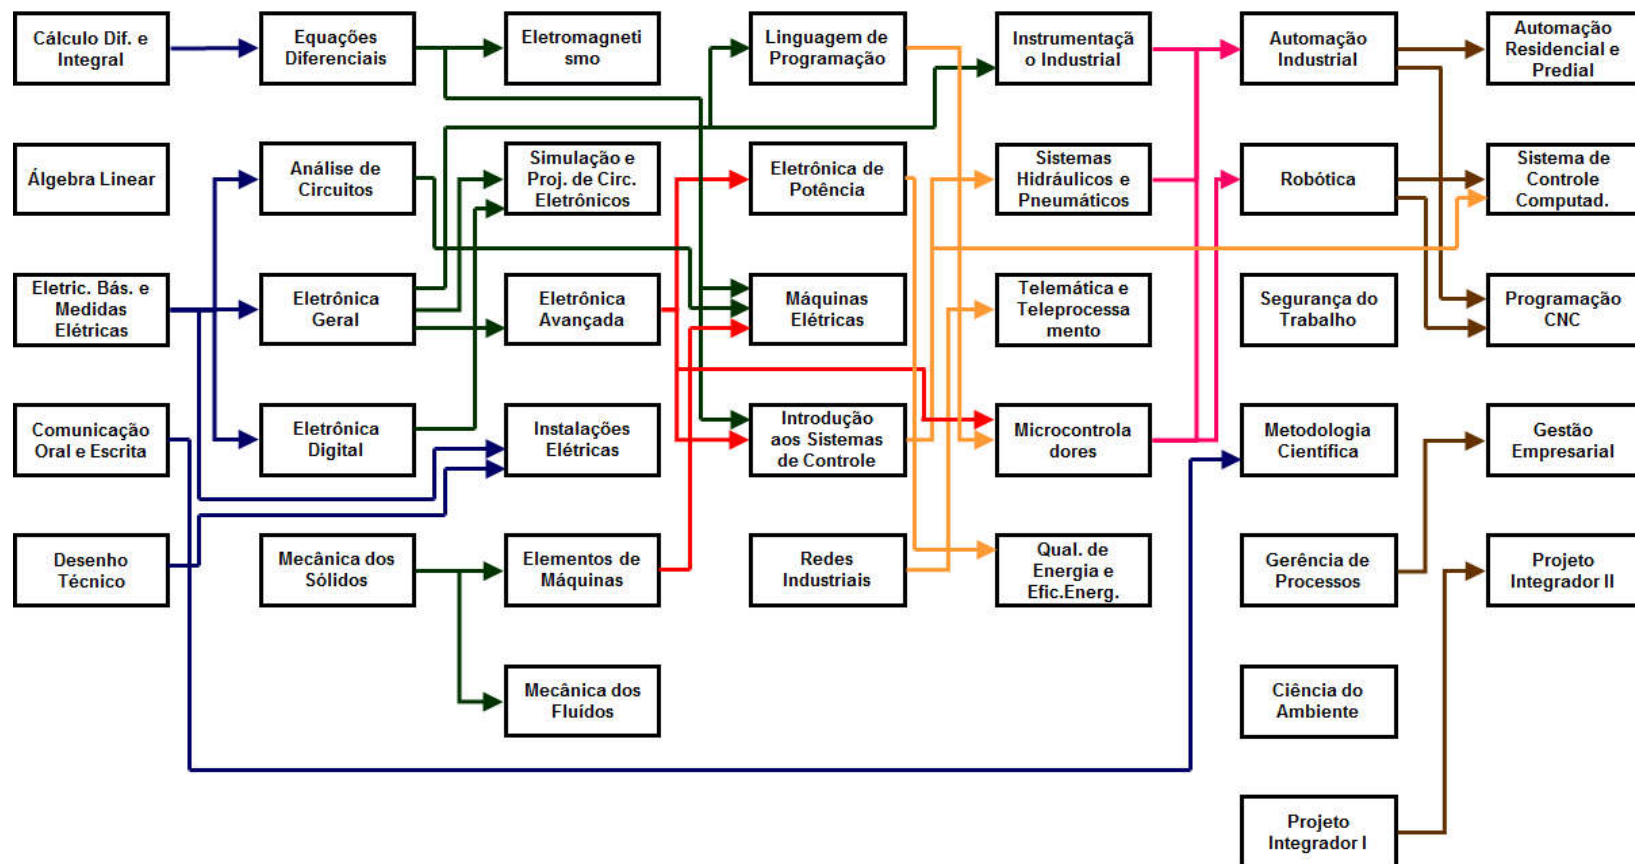 Cálculo Dif. e
Integral
Equações
Diferenciais
Eletromagneti
smo
Linguagem de
Programação
Instrumentaçã
o Industrial
Automação
Industrial
Automação
Residencial e
Predial
Álgebra Linear
Análise de
Circuitos
Simulação e
Proj. de Circ.
Eletrônicos
Eletrônica de
Potência
Sistemas
Hidráulicos e
Pneumáticos
Robótica
Sistema de
Controle
Computad.
Eletric. Bás. e
Medidas
Elétricas
Eletrônica
Geral
Eletrônica
Avançada
Máquinas
Elétricas
Telemática e
Teleprocessa
mento
Segurança do
Trabalho
Programação
CNC
Comunicação
Oral e Escrita
Eletrônica
Digital
Instalações
Elétricas
Introdução
aos Sistemas
de Controle
Microcontrola
dores
Metodologia
Científica
Gestão
Empresarial
Desenho
Técnico
Mecânica dos
Sólidos
Elementos de
Máquinas
Redes
Industriais
Qual. de
Energia e
Efic.Energ.
Gerência de
Processos
Projeto
Integrador II
Mecânica dos
Fluídos
Ciência do
Ambiente
Projeto
Integrador I